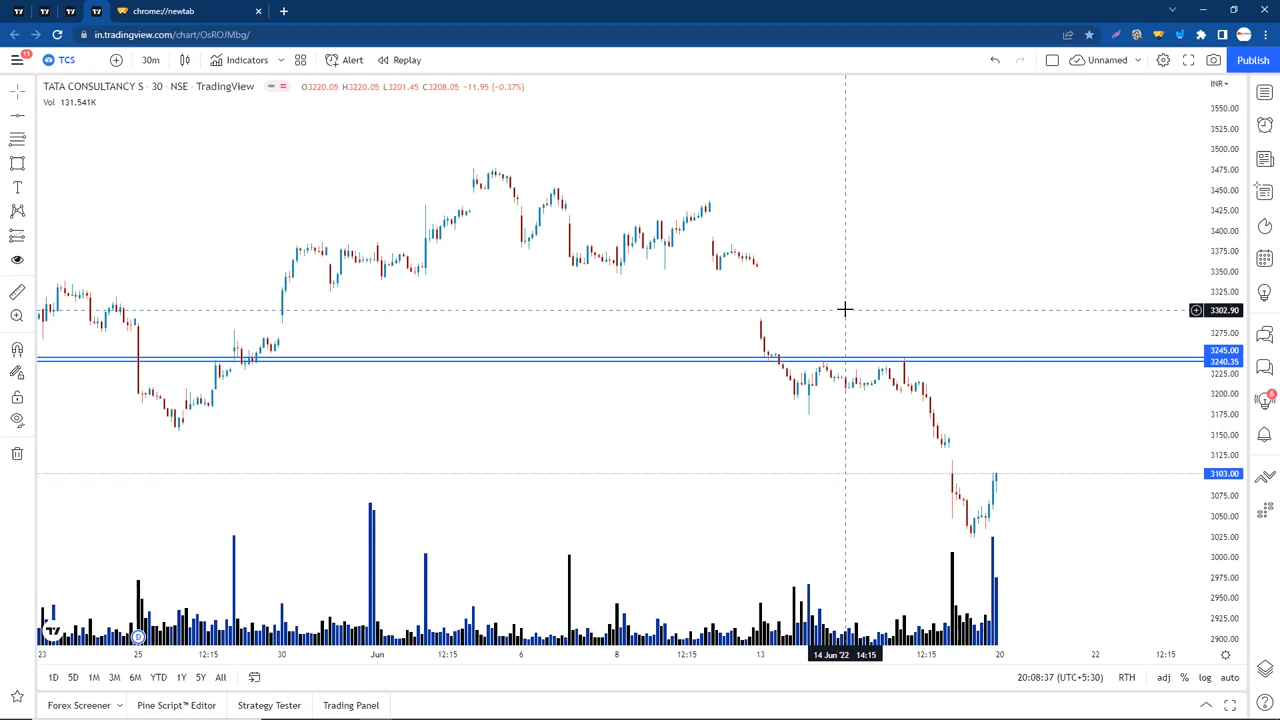 chrome://newtab
in.tradingview.com/chart/OsROJMbg/
11
TCS
30m
Indicators
Alert
Replay
Unnamed
Publish
TATA CONSULTANCY S · 30 · NSE · TradingView
O3220.05 H3220.05 L3201.45 C3208.05 −11.95 (−0.37%)
INR
Vol 131.541K
3550.00
3525.00
3500.00
3475.00
3450.00
3425.00
3400.00
3375.00
3350.00
3325.00
3302.90
3275.00
3245.00
3240.35
3225.00
3200.00
3175.00
3150.00
3125.00
3103.00
3075.00
3050.00
3025.00
3000.00
2975.00
2950.00
2925.00
2900.00
6
D
23 25 12:15 30 Jun 12:15 6 8 12:15 13 14 Jun '22 14:15 12:15 20 22 12:15
1D 5D 1M 3M 6M YTD 1Y 5Y All
20:08:37 (UTC+5:30) RTH adj % log auto
Forex Screener Pine Script™ Editor Strategy Tester Trading Panel